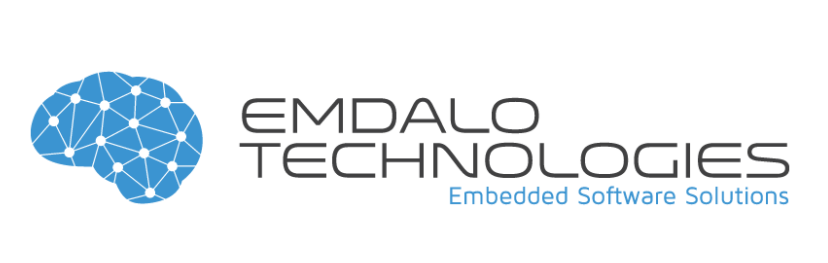 EMDALO
TECHNOLOGIES
Embedded Software Solutions